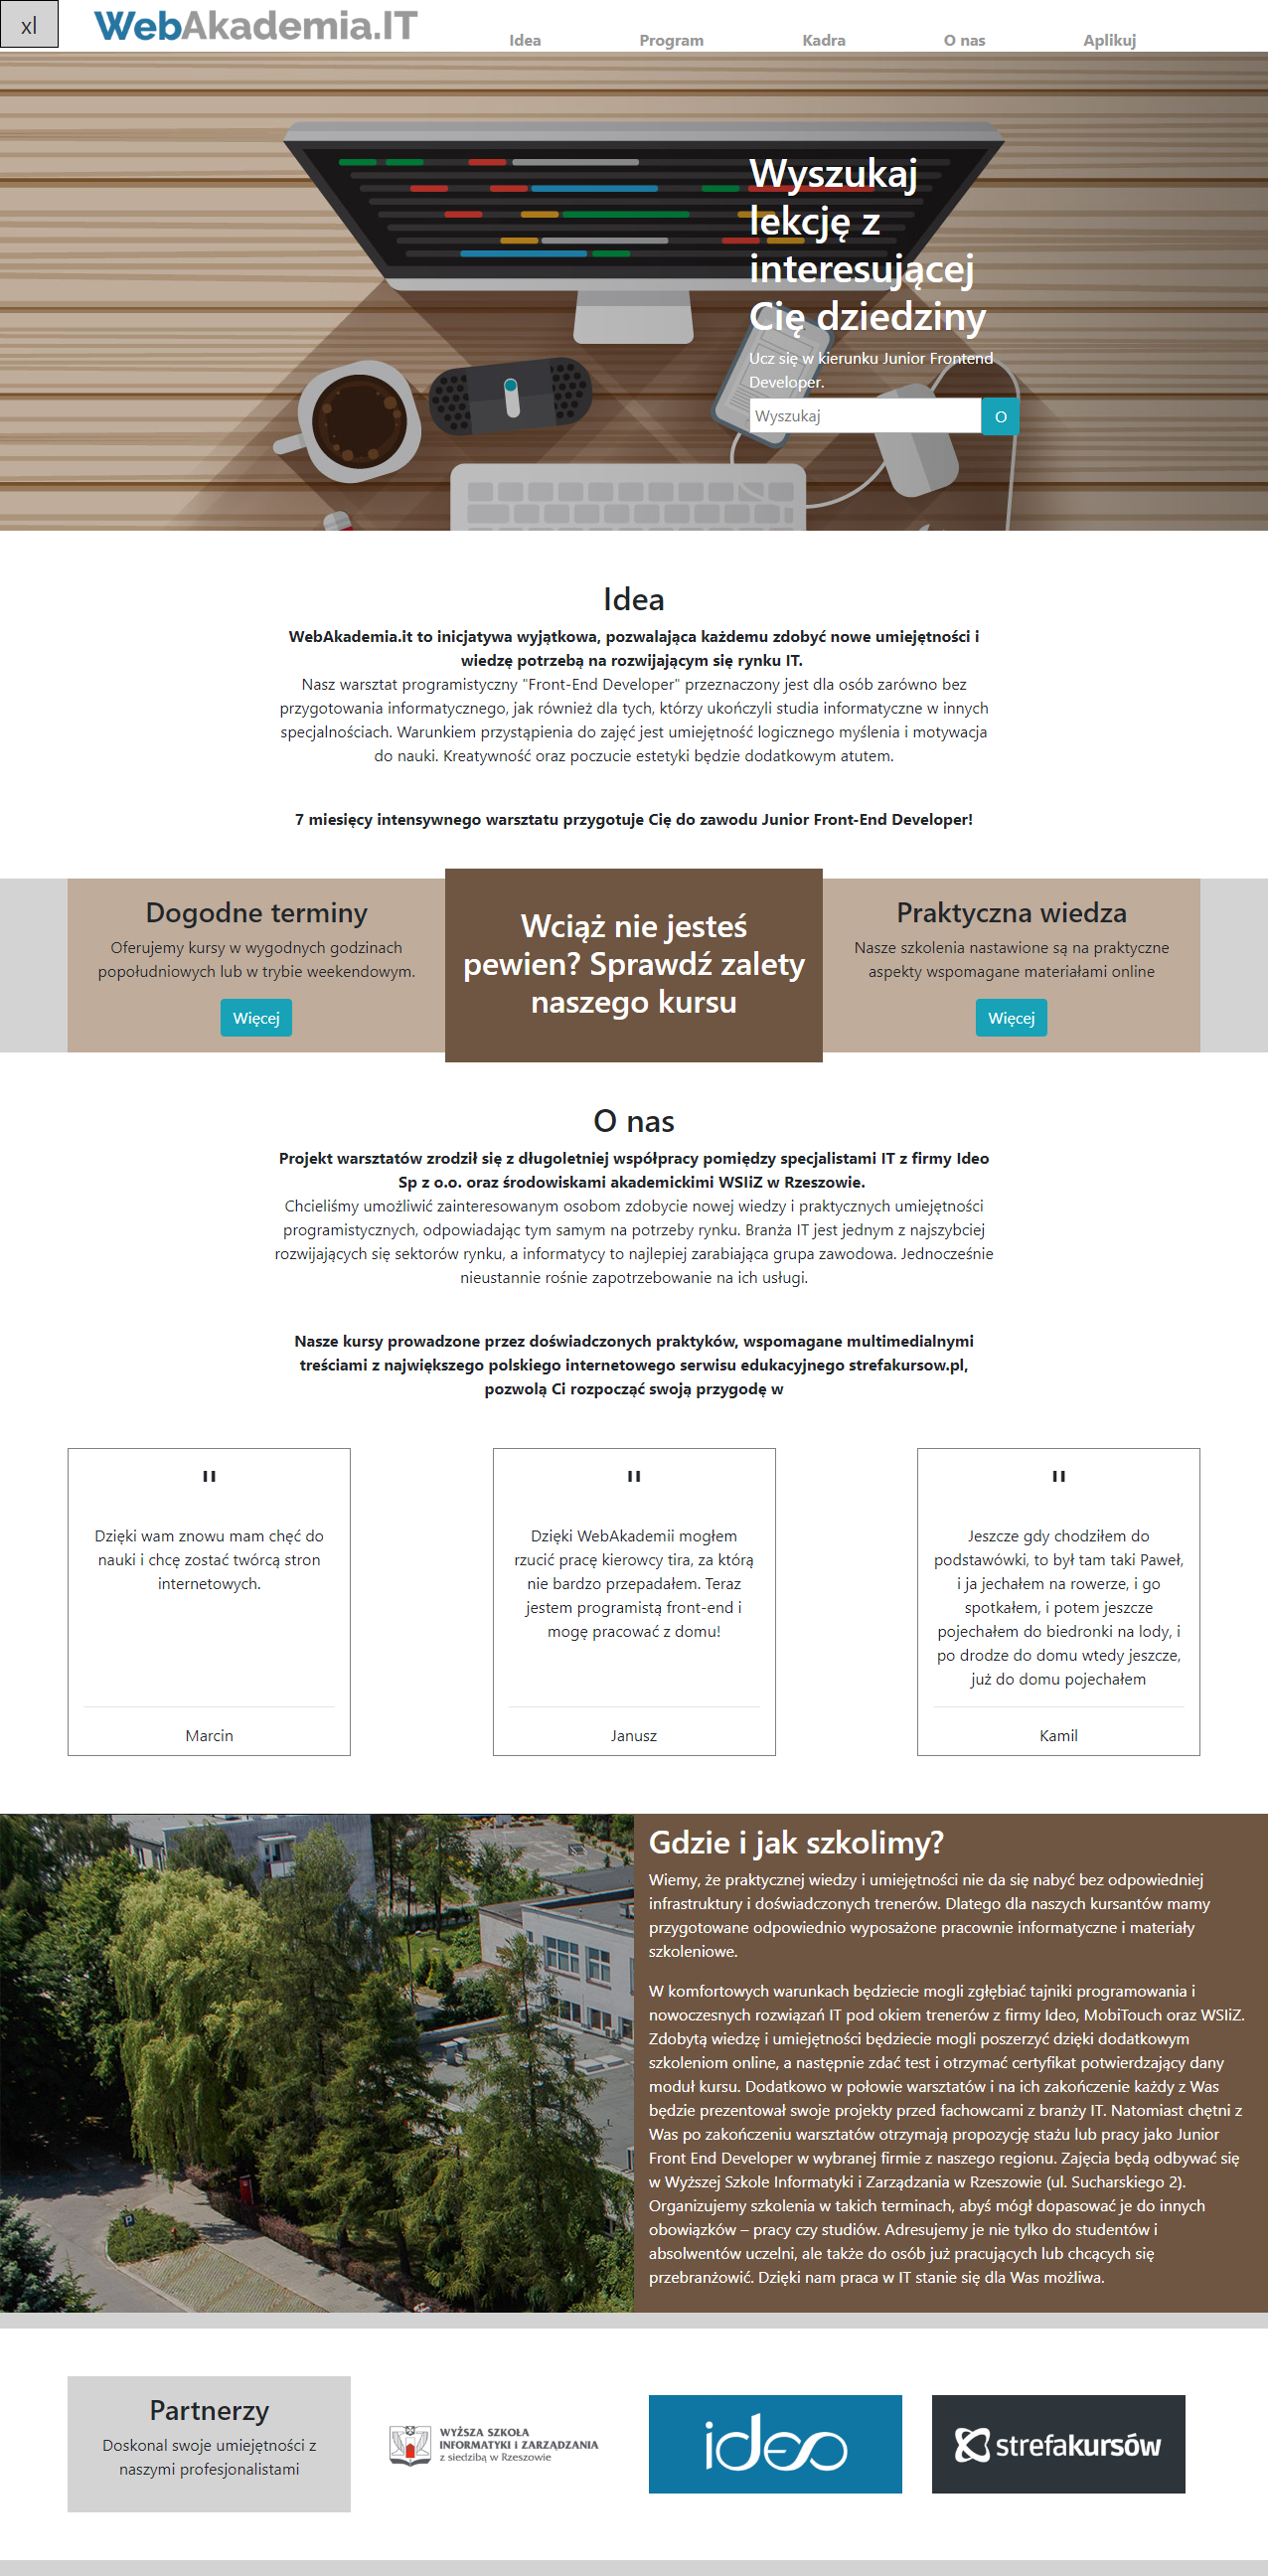 xl
WebAkademia.IT
Idea
Program
Kadra
O nas
Aplikuj
Wyszukaj
lekcję z
interesującej
Cię dziedziny
Ucz się w kierunku Junior Frontend
Developer.
Wyszukaj
O
Idea
WebAkademia.it to inicjatywa wyjątkowa, pozwalająca każdemu zdobyć nowe umiejętności i
wiedzę potrzebą na rozwijającym się rynku IT.
Nasz warsztat programistyczny "Front-End Developer" przeznaczony jest dla osób zarówno bez
przygotowania informatycznego, jak również dla tych, którzy ukończyli studia informatyczne w innych
specjalnościach. Warunkiem przystąpienia do zajęć jest umiejętność logicznego myślenia i motywacja
do nauki. Kreatywność oraz poczucie estetyki będzie dodatkowym atutem.
7 miesięcy intensywnego warsztatu przygotuje Cię do zawodu Junior Front-End Developer!
Dogodne terminy
Oferujemy kursy w wygodnych godzinach
popołudniowych lub w trybie weekendowym.
Więcej
Wciąż nie jesteś
pewien? Sprawdź zalety
naszego kursu
Praktyczna wiedza
Nasze szkolenia nastawione są na praktyczne
aspekty wspomagane materiałami online
Więcej
O nas
Projekt warsztatów zrodził się z długoletniej współpracy pomiędzy specjalistami IT z firmy Ideo
Sp z o.o. oraz środowiskami akademickimi WSIiZ w Rzeszowie.
Chcieliśmy umożliwić zainteresowanym osobom zdobycie nowej wiedzy i praktycznych umiejętności
programistycznych, odpowiadając tym samym na potrzeby rynku. Branża IT jest jednym z najszybciej
rozwijających się sektorów rynku, a informatycy to najlepiej zarabiająca grupa zawodowa. Jednocześnie
nieustannie rośnie zapotrzebowanie na ich usługi.
Nasze kursy prowadzone przez doświadczonych praktyków, wspomagane multimedialnymi
treściami z największego polskiego internetowego serwisu edukacyjnego strefakursow.pl,
pozwolą Ci rozpocząć swoją przygodę w
"
Dzięki wam znowu mam chęć do
nauki i chcę zostać twórcą stron
internetowych.
Marcin
"
Dzięki WebAkademii mogłem
rzucić pracę kierowcy tira, za którą
nie bardzo przepadałem. Teraz
jestem programistą front-end i
mogę pracować z domu!
Janusz
"
Jeszcze gdy chodziłem do
podstawówki, to był tam taki Paweł,
i ja jechałem na rowerze, i go
spotkałem, i potem jeszcze
pojechałem do biedronki na lody, i
po drodze do domu wtedy jeszcze,
już do domu pojechałem
Kamil
Gdzie i jak szkolimy?
Wiemy, że praktycznej wiedzy i umiejętności nie da się nabyć bez odpowiedniej
infrastruktury i doświadczonych trenerów. Dlatego dla naszych kursantów mamy
przygotowane odpowiednio wyposażone pracownie informatyczne i materiały
szkoleniowe.
W komfortowych warunkach będziecie mogli zgłębiać tajniki programowania i
nowoczesnych rozwiązań IT pod okiem trenerów z firmy Ideo, MobiTouch oraz WSIiZ.
Zdobytą wiedzę i umiejętności będziecie mogli poszerzyć dzięki dodatkowym
szkoleniom online, a następnie zdać test i otrzymać certyfikat potwierdzający dany
moduł kursu. Dodatkowo w połowie warsztatów i na ich zakończenie każdy z Was
będzie prezentował swoje projekty przed fachowcami z branży IT. Natomiast chętni z
Was po zakończeniu warsztatów otrzymają propozycję stażu lub pracy jako Junior
Front End Developer w wybranej firmie z naszego regionu. Zajęcia będą odbywać się
w Wyższej Szkole Informatyki i Zarządzania w Rzeszowie (ul. Sucharskiego 2).
Organizujemy szkolenia w takich terminach, abyś mógł dopasować je do innych
obowiązków – pracy czy studiów. Adresujemy je nie tylko do studentów i
absolwentów uczelni, ale także do osób już pracujących lub chcących się
przebranżowić. Dzięki nam praca w IT stanie się dla Was możliwa.
P
Partnerzy
Doskonal swoje umiejętności z
naszymi profesjonalistami
WYŻSZA SZKOŁA
INFORMATYKI i ZARZĄDZANIA
z siedzibą w Rzeszowie
ideo
strefakursów